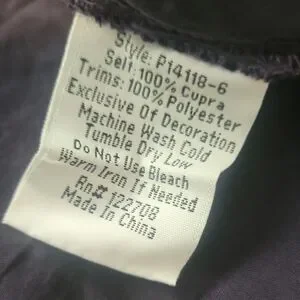 Style: P14118-6
Self: 100% Cupra
Trims: 100% Polyester
Exclusive Of Decoration
Machine Wash Cold
Tumble Dry Low
Do Not Use Bleach
Warm Iron If Needed
Rn# 122708
Made In China